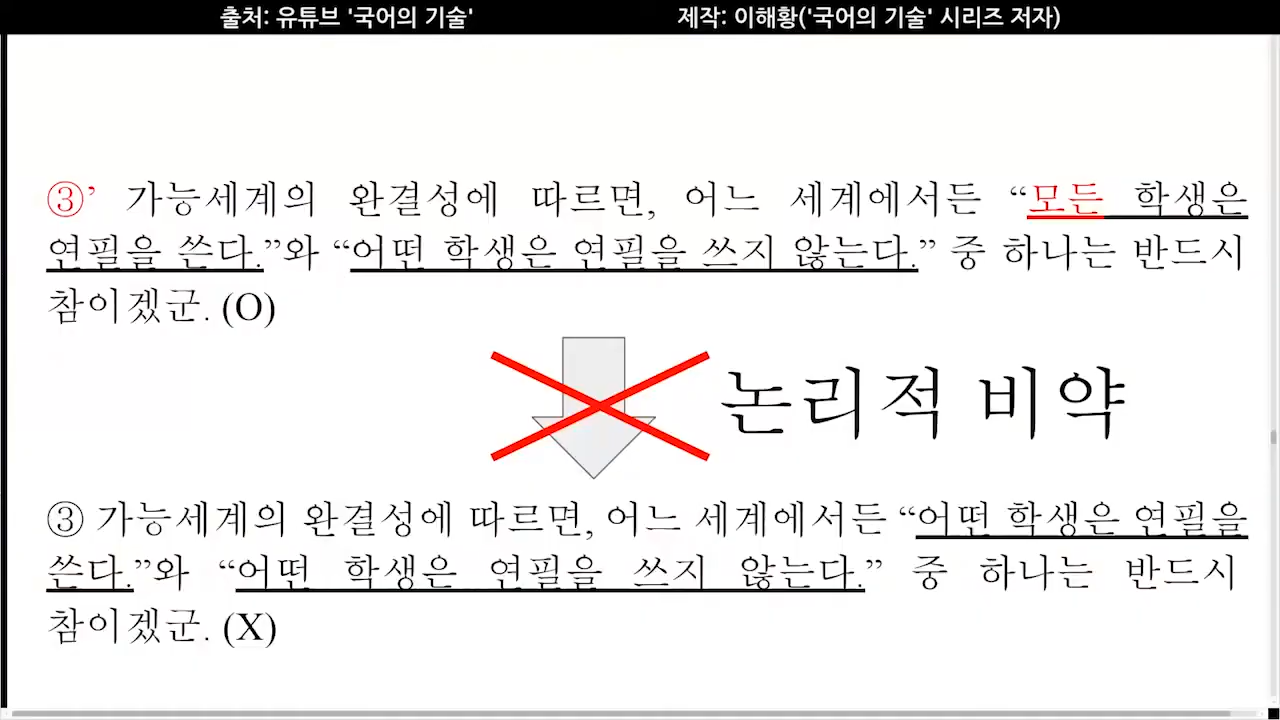 출처: 유튜브 '국어의 기술' 제작: 이해황('국어의 기술' 시리즈 저자)
③’ 가능세계의 완결성에 따르면, 어느 세계에서든 “모든 학생은
연필을 쓴다.”와 “어떤 학생은 연필을 쓰지 않는다.” 중 하나는 반드시
참이겠군. (O)
논리적 비약
③ 가능세계의 완결성에 따르면, 어느 세계에서든 “어떤 학생은 연필을
쓴다.”와 “어떤 학생은 연필을 쓰지 않는다.” 중 하나는 반드시
참이겠군. (X)